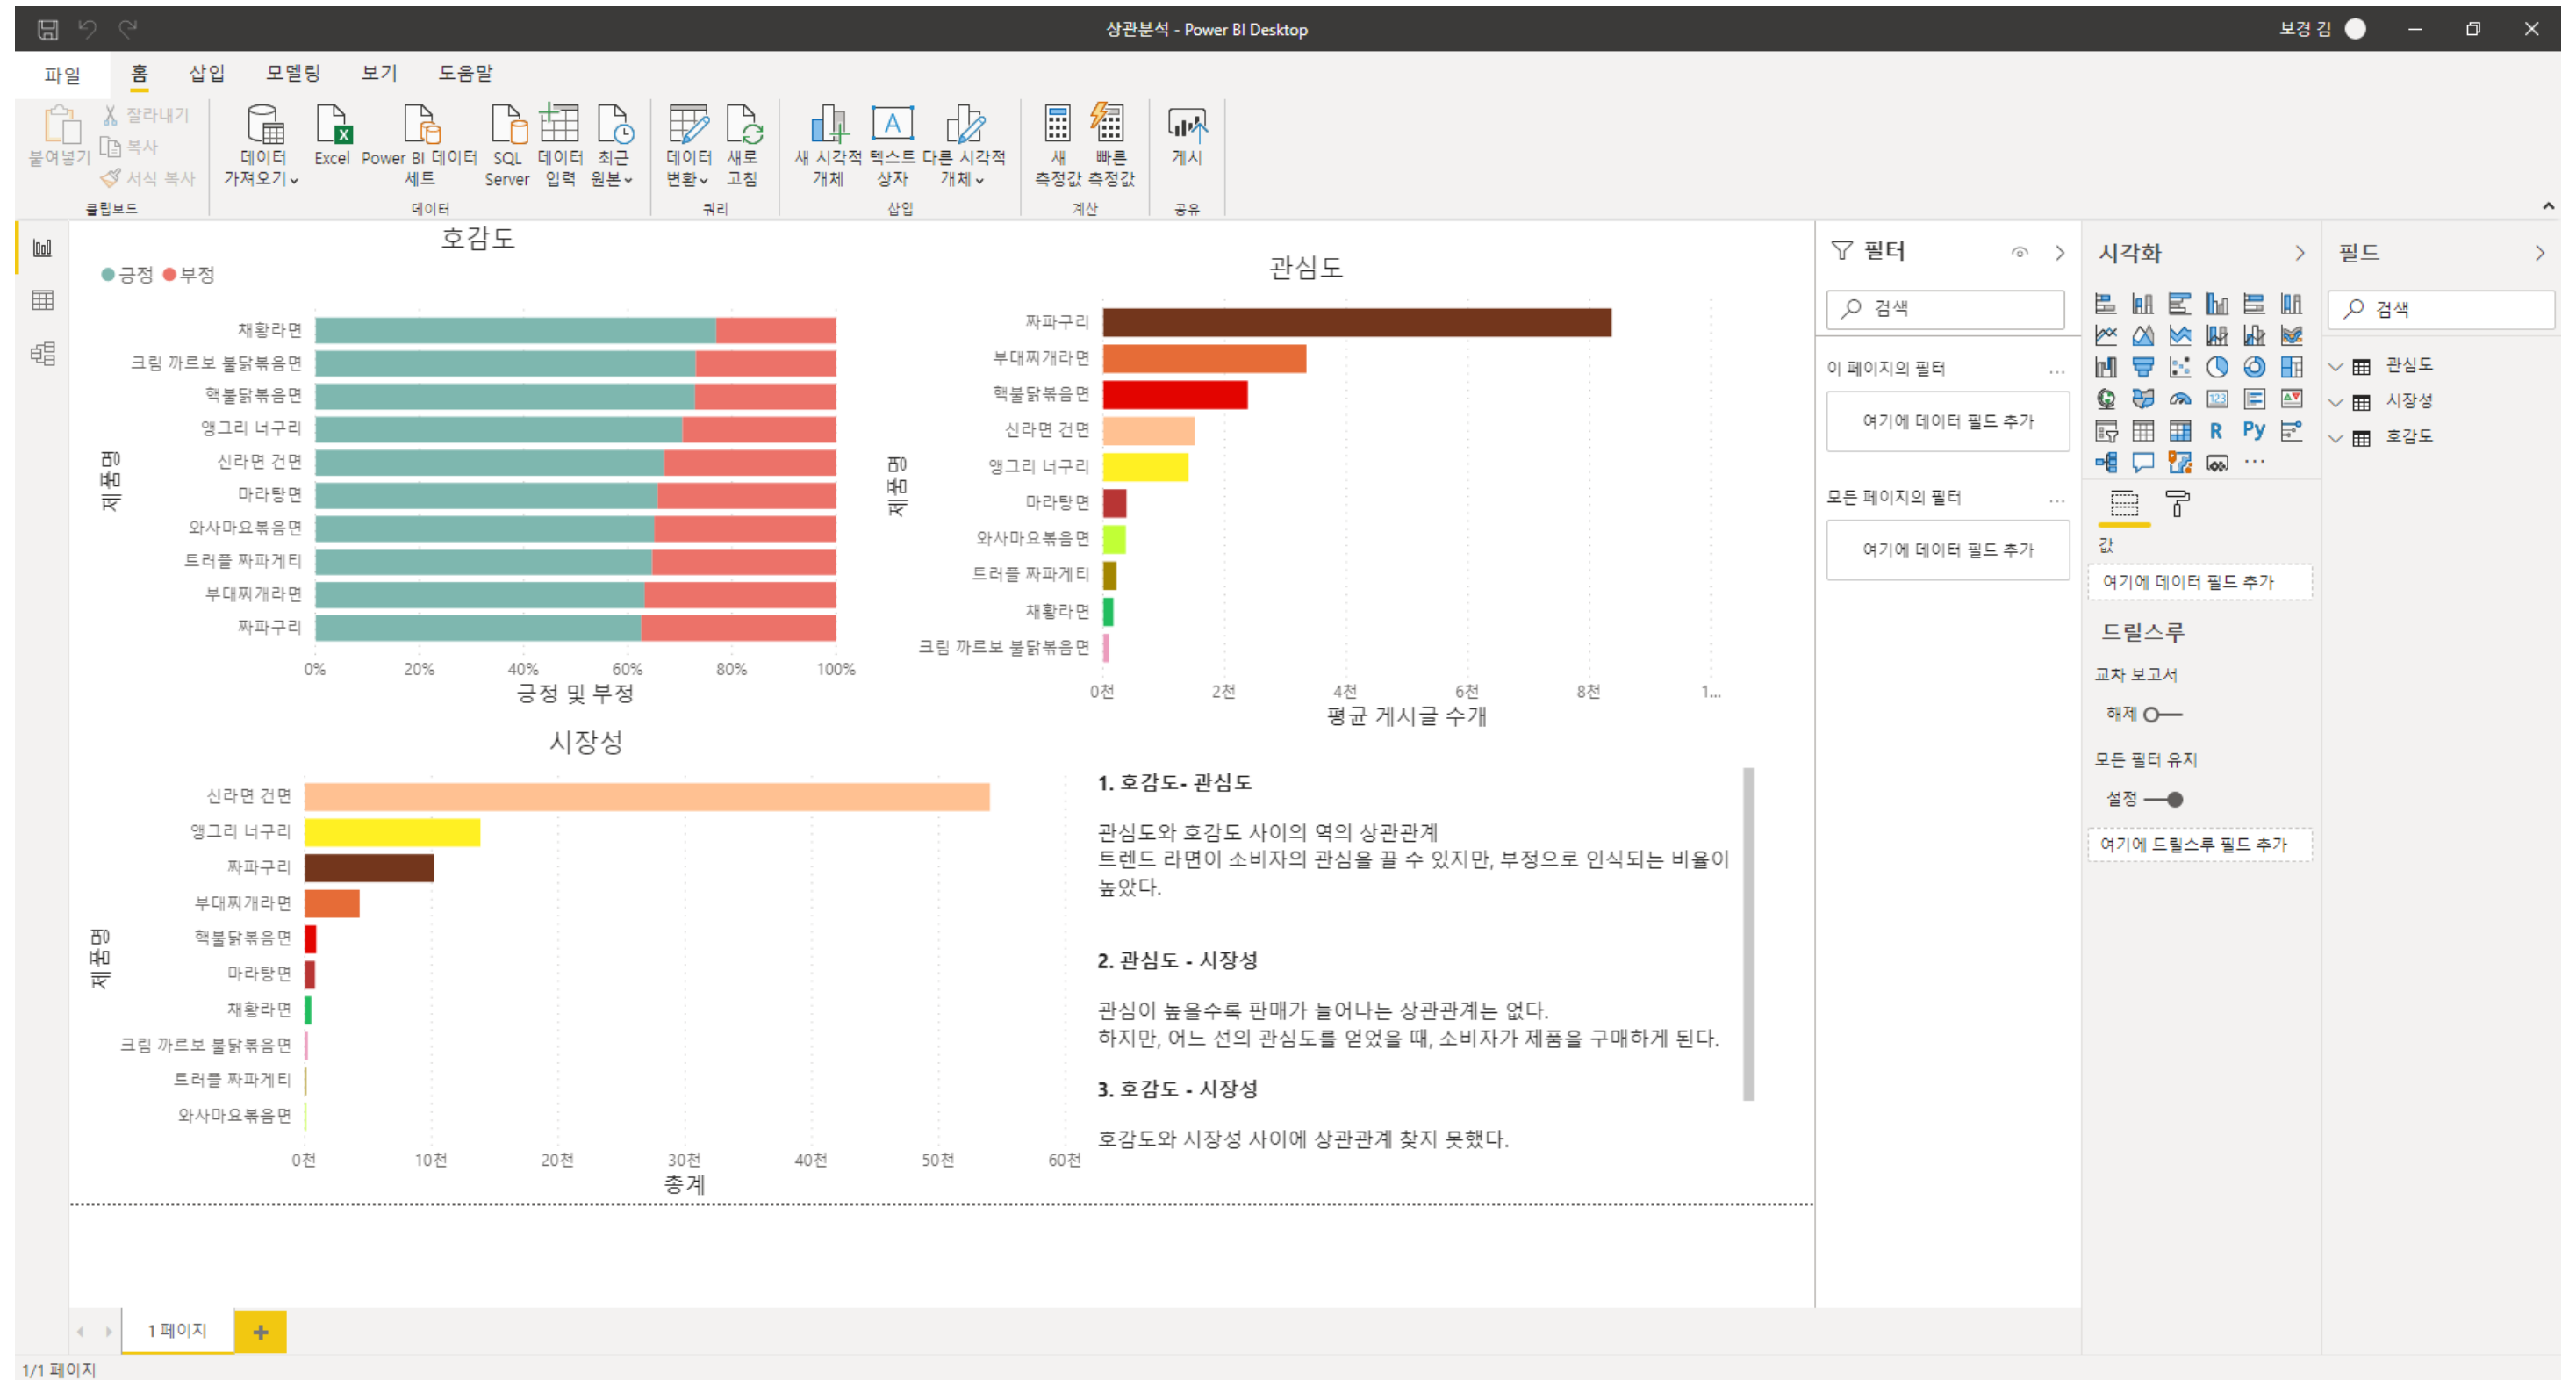 상관분석 - Power BI Desktop
보경 김
파일 홈 삽입 모델링 보기 도움말
붙여넣기
잘라내기
복사
서식 복사
클립보드
데이터 가져오기
Excel
Power BI 데이터 세트
SQL Server
데이터 입력
최근 원본
데이터
데이터 변환
새로 고침
쿼리
새 시각적 개체
텍스트 상자
다른 시각적 개체
삽입
새 측정값
빠른 측정값
계산
게시
공유
호감도
긍정 부정
제품명
채황라면
크림 까르보 불닭볶음면
핵불닭볶음면
앵그리 너구리
신라면 건면
마라탕면
와사마요볶음면
트러플 짜파게티
부대찌개라면
짜파구리
0% 20% 40% 60% 80% 100%
긍정 및 부정
관심도
제품명
짜파구리
부대찌개라면
핵불닭볶음면
신라면 건면
앵그리 너구리
마라탕면
와사마요볶음면
트러플 짜파게티
채황라면
크림 까르보 불닭볶음면
0천 2천 4천 6천 8천 1...
평균 게시글 수개
시장성
제품명
신라면 건면
앵그리 너구리
짜파구리
부대찌개라면
핵불닭볶음면
마라탕면
채황라면
크림 까르보 불닭볶음면
트러플 짜파게티
와사마요볶음면
0천 10천 20천 30천 40천 50천 60천
총계
1. 호감도- 관심도
관심도와 호감도 사이의 역의 상관관계
트렌드 라면이 소비자의 관심을 끌 수 있지만, 부정으로 인식되는 비율이
높았다.
2. 관심도 - 시장성
관심이 높을수록 판매가 늘어나는 상관관계는 없다.
하지만, 어느 선의 관심도를 얻었을 때, 소비자가 제품을 구매하게 된다.
3. 호감도 - 시장성
호감도와 시장성 사이에 상관관계 찾지 못했다.
필터
검색
이 페이지의 필터 ...
여기에 데이터 필드 추가
모든 페이지의 필터 ...
여기에 데이터 필드 추가
시각화
123
R Py
...
값
여기에 데이터 필드 추가
드릴스루
교차 보고서
해제
모든 필터 유지
설정
여기에 드릴스루 필드 추가
필드
검색
관심도
시장성
호감도
1 페이지
1/1 페이지